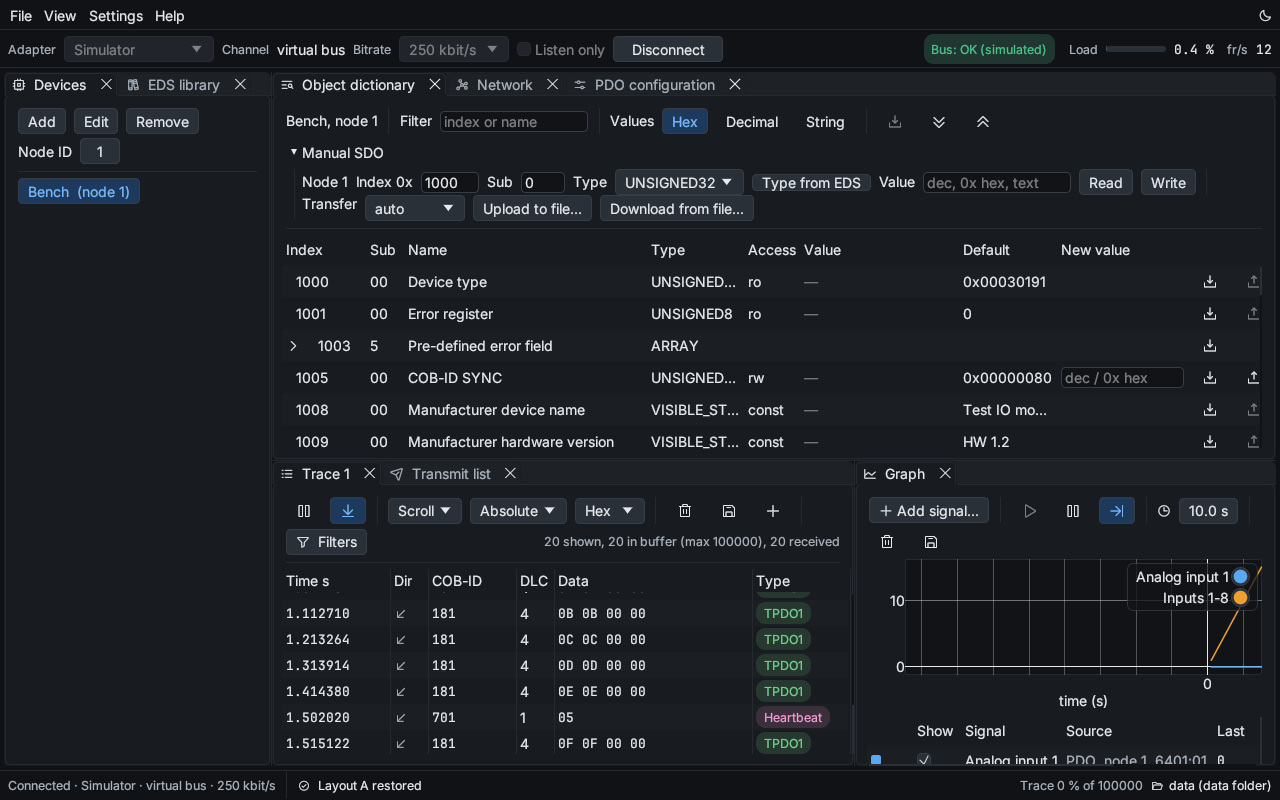 File View Settings Help
Adapter Simulator Channel virtual bus Bitrate 250 kbit/s Listen only Disconnect Bus: OK (simulated) Load 0.4 % fr/s 12
Devices EDS library
Add Edit Remove
Node ID 1
Bench (node 1)
Object dictionary Network PDO configuration
Bench, node 1 Filter index or name Values Hex Decimal String
Manual SDO
Node 1 Index 0x 1000 Sub 0 Type UNSIGNED32 Type from EDS Value dec, 0x hex, text Read Write
Transfer auto Upload to file... Download from file...
Index Sub Name Type Access Value Default New value
1000 00 Device type UNSIGNED... ro — 0x00030191
1001 00 Error register UNSIGNED8 ro — 0
1003 5 Pre-defined error field ARRAY
1005 00 COB-ID SYNC UNSIGNED... rw — 0x00000080 dec / 0x hex
1008 00 Manufacturer device name VISIBLE_ST... const — Test IO mo...
1009 00 Manufacturer hardware version VISIBLE_ST... const — HW 1.2
Trace 1 Transmit list
Scroll Absolute Hex
Filters 20 shown, 20 in buffer (max 100000), 20 received
Time s Dir COB-ID DLC Data Type
1.112710 181 4 0B 0B 00 00 TPDO1
1.213264 181 4 0C 0C 00 00 TPDO1
1.313914 181 4 0D 0D 00 00 TPDO1
1.414380 181 4 0E 0E 00 00 TPDO1
1.502020 701 1 05 Heartbeat
1.515122 181 4 0F 0F 00 00 TPDO1
Graph
Add signal... 10.0 s
Analog input 1
Inputs 1-8
10
0
0
time (s)
Show Signal Source Last
Analog input 1 PDO, node 1, 6401:01 0
Connected · Simulator · virtual bus · 250 kbit/s Layout A restored Trace 0 % of 100000 data (data folder)